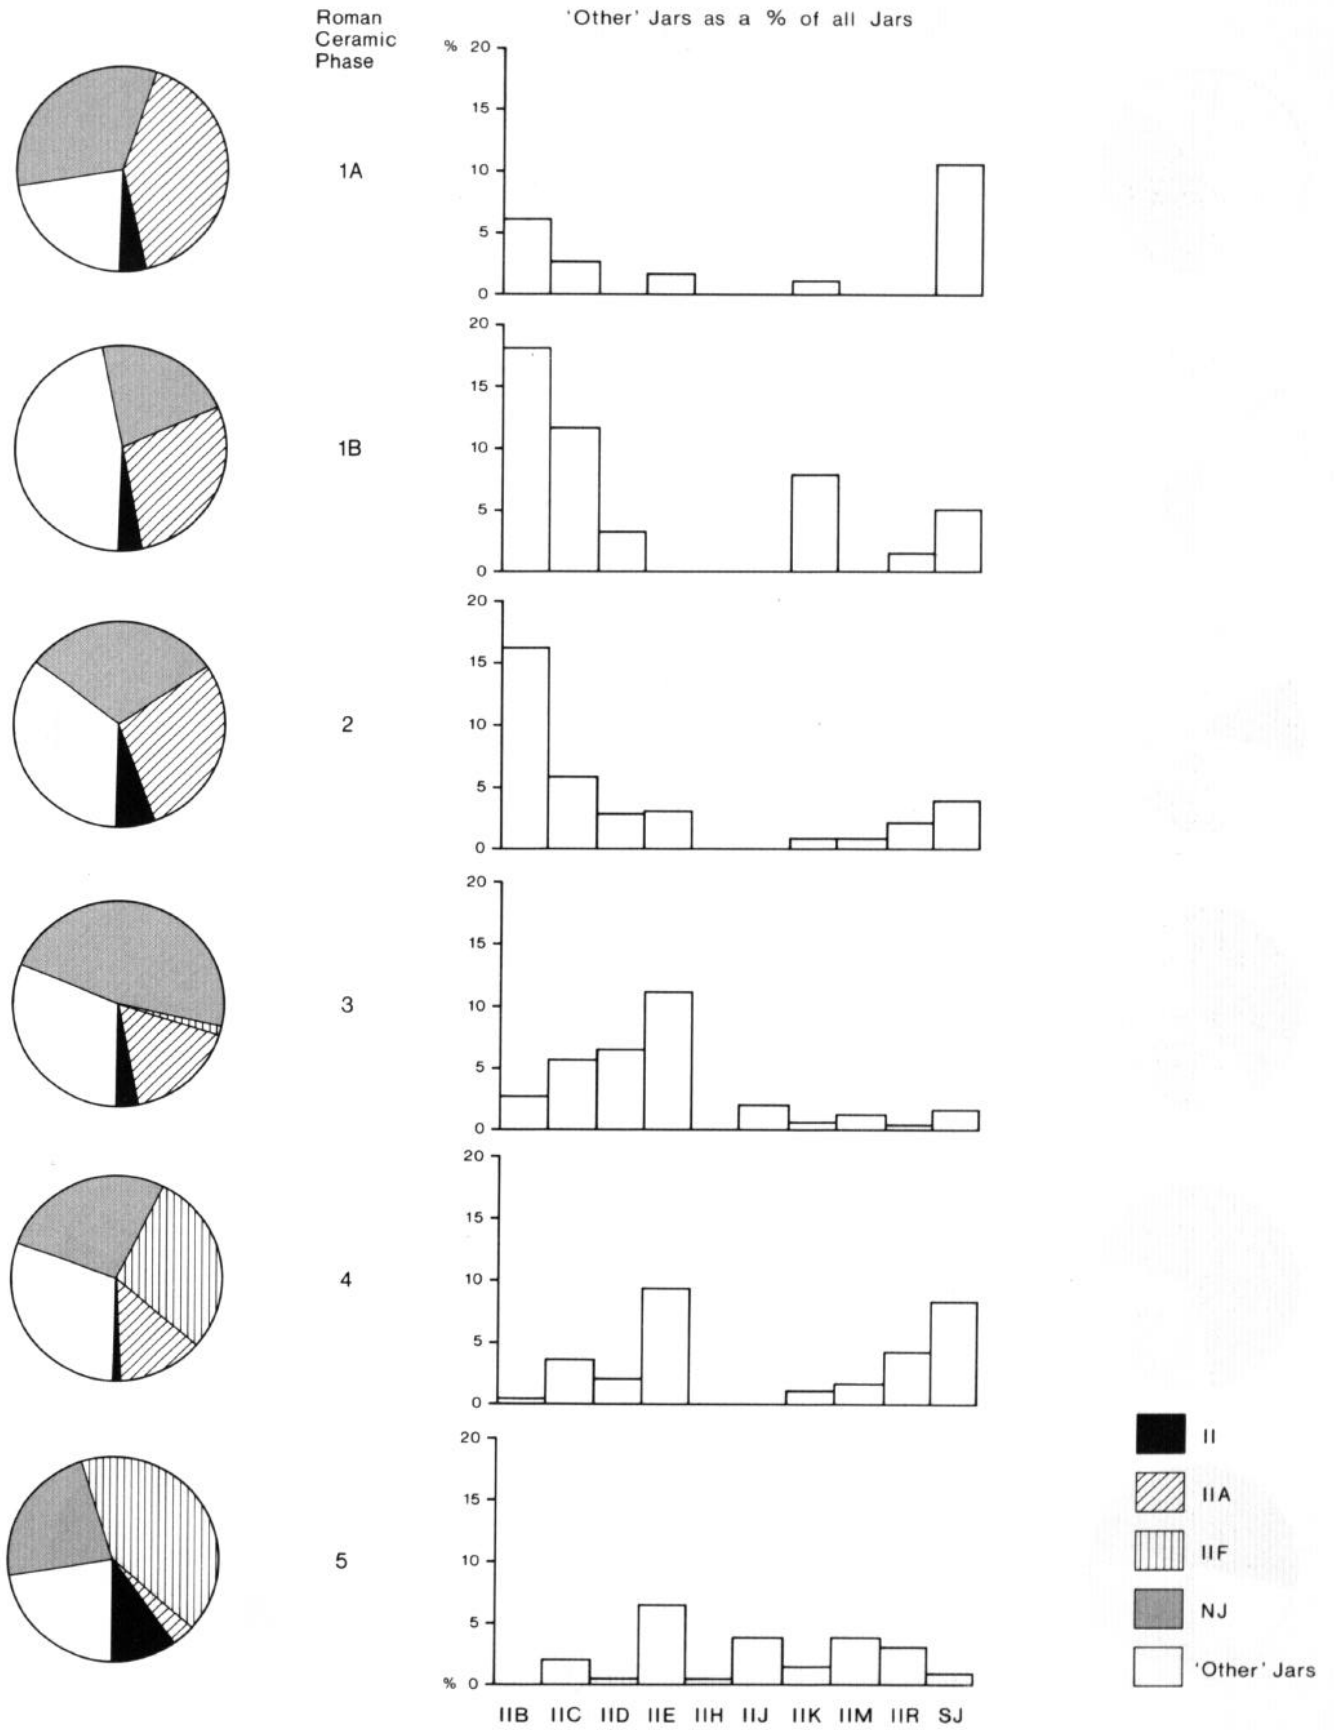 Roman
Ceramic
Phase
'Other' Jars as a % of all Jars
% 20
15
10
5
0
1A
20
15
10
5
0
1B
20
15
10
5
0
2
20
15
10
5
0
3
20
15
10
5
0
4
20
15
10
5
% 0
5
IIB IIC IID IIE IIH IIJ IIK IIM IIR SJ
II
IIA
IIF
NJ
'Other' Jars